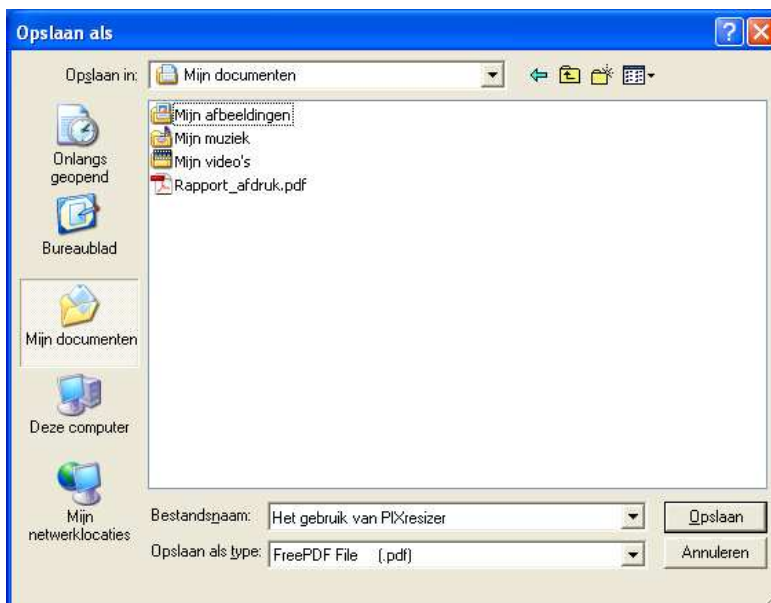 Opslaan als
Opslaan in: Mijn documenten
Mijn afbeeldingen
Mijn muziek
Mijn video's
Rapport_afdruk.pdf
Onlangs
geopend
Bureaublad
Mijn documenten
Deze computer
Mijn
netwerklocaties
Bestandsnaam: Het gebruik van PIXresizer Opslaan
Opslaan als type: FreePDF File (.pdf) Annuleren